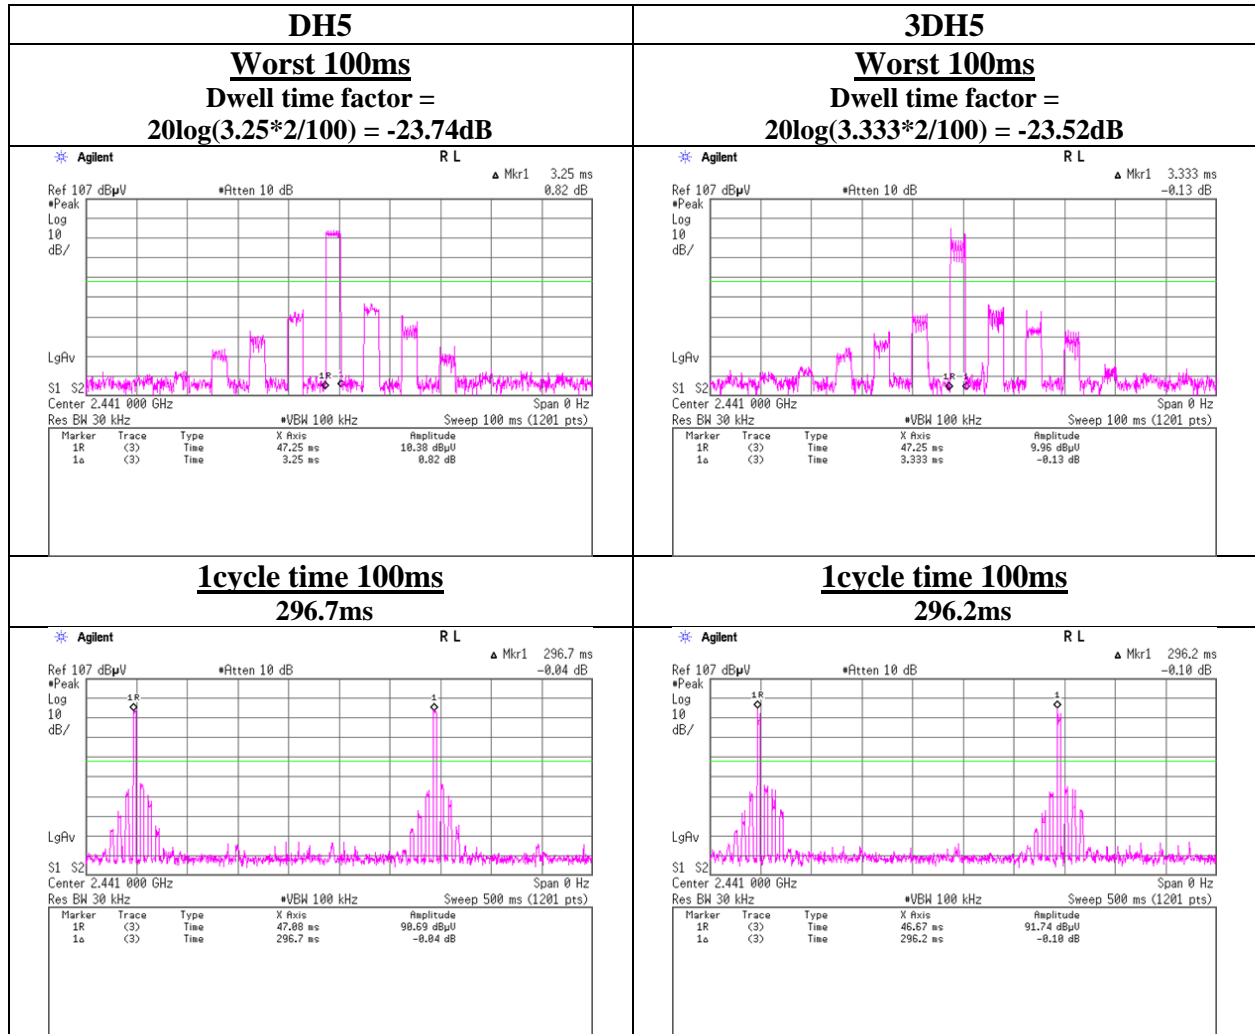 DH5
3DH5
Worst 100ms
Dwell time factor =
20log(3.25*2/100) = -23.74dB
Worst 100ms
Dwell time factor =
20log(3.333*2/100) = -23.52dB
Agilent R L
Δ Mkr1 3.25 ms
Ref 107 dBµV #Atten 10 dB 0.82 dB
#Peak
Log
10
dB/
1R 1
LgAv
S1 S2
Center 2.441 000 GHz Span 0 Hz
Res BW 30 kHz #VBW 100 kHz Sweep 100 ms (1201 pts)
Marker Trace Type X Axis Amplitude
1R (3) Time 47.25 ms 10.38 dBµV
1Δ (3) Time 3.25 ms 0.82 dB
Agilent R L
Δ Mkr1 3.333 ms
Ref 107 dBµV #Atten 10 dB -0.13 dB
#Peak
Log
10
dB/
1R 1
LgAv
S1 S2
Center 2.441 000 GHz Span 0 Hz
Res BW 30 kHz #VBW 100 kHz Sweep 100 ms (1201 pts)
Marker Trace Type X Axis Amplitude
1R (3) Time 47.25 ms 9.96 dBµV
1Δ (3) Time 3.333 ms -0.13 dB
1cycle time 100ms
296.7ms
1cycle time 100ms
296.2ms
Agilent R L
Δ Mkr1 296.7 ms
Ref 107 dBµV #Atten 10 dB -0.04 dB
#Peak
Log
10
dB/
1R 1
LgAv
S1 S2
Center 2.441 000 GHz Span 0 Hz
Res BW 30 kHz #VBW 100 kHz Sweep 500 ms (1201 pts)
Marker Trace Type X Axis Amplitude
1R (3) Time 47.08 ms 90.69 dBµV
1Δ (3) Time 296.7 ms -0.04 dB
Agilent R L
Δ Mkr1 296.2 ms
Ref 107 dBµV #Atten 10 dB -0.10 dB
#Peak
Log
10
dB/
1R 1
LgAv
S1 S2
Center 2.441 000 GHz Span 0 Hz
Res BW 30 kHz #VBW 100 kHz Sweep 500 ms (1201 pts)
Marker Trace Type X Axis Amplitude
1R (3) Time 46.67 ms 91.74 dBµV
1Δ (3) Time 296.2 ms -0.10 dB